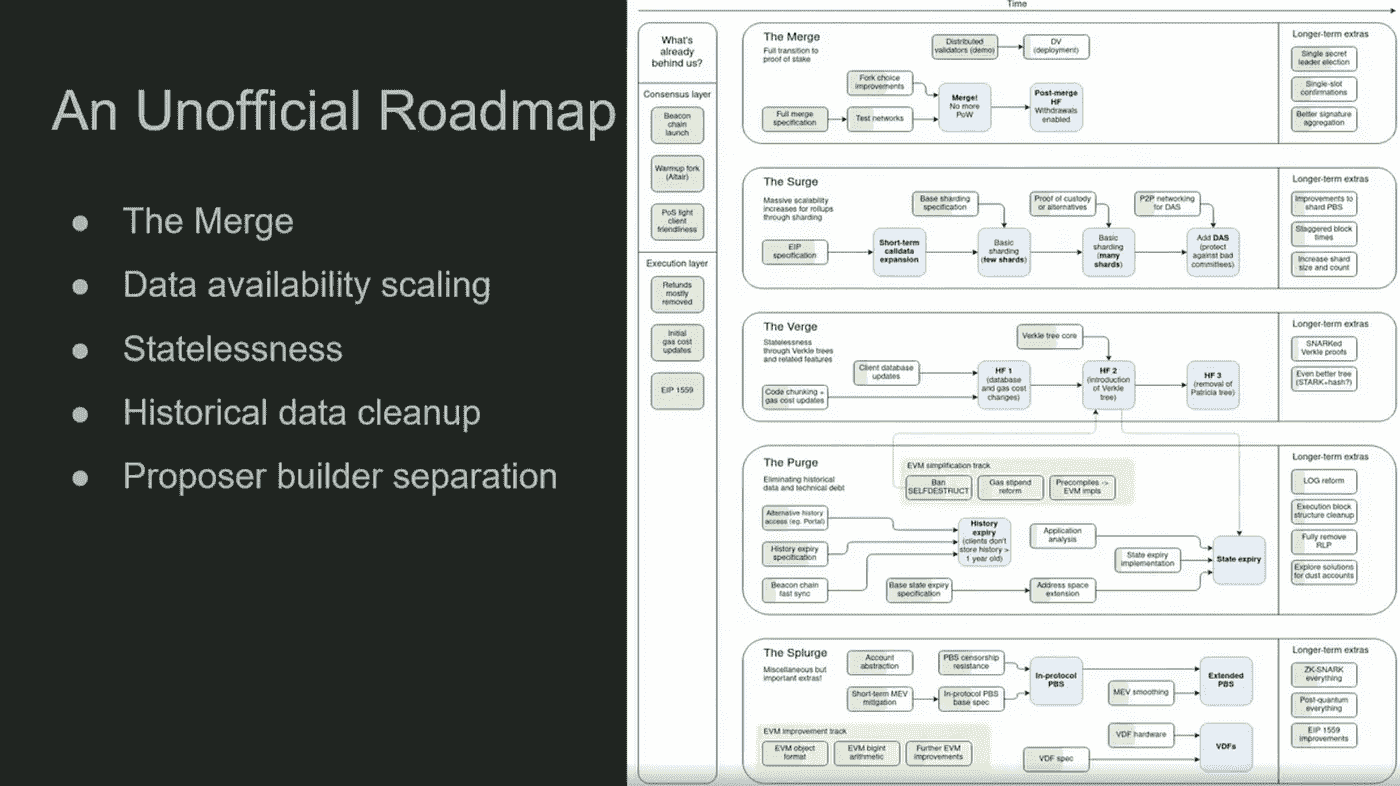 An Unofficial Roadmap
● The Merge
● Data availability scaling
● Statelessness
● Historical data cleanup
● Proposer builder separation
Time
What's
already
behind us?
Consensus layer
Beacon
chain
launch
Warmup fork
(Altair)
PoS light
client
friendliness
Execution layer
Refunds
mostly
removed
Initial
gas cost
updates
EIP 1559
The Merge
Full transition to
proof of stake
Distributed
validators (demo)
DV
(deployment)
Fork choice
improvements
Full merge
specification
Test networks
Merge!
No more
PoW
Post-merge
HF
Withdrawals
enabled
Longer-term extras
Single secret
leader election
Single-slot
confirmations
Better signature
aggregation
The Surge
Massive scalability
increases for rollups
through sharding
Base sharding
specification
Proof of custody
or alternatives
P2P networking
for DAS
EIP
specification
Short-term
calldata
expansion
Basic
sharding
(few shards)
Basic
sharding
(many
shards)
Add DAS
(protect
against bad
committees)
Longer-term extras
Improvements to
shard PBS
Staggered block
times
Increase shard
size and count
The Verge
Statelessness
through Verkle trees
and related features
Verkle tree core
Client database
updates
Code chunking +
gas cost updates
HF 1
(database
and gas cost
changes)
HF 2
(introduction
of Verkle
tree)
HF 3
(removal of
Patricia tree)
Longer-term extras
SNARKed
Verkle proofs
Even better tree
(STARK+hash?)
The Purge
Eliminating historical
data and technical debt
EVM simplification track
Ban
SELFDESTRUCT
Gas stipend
reform
Precompiles ->
EVM impls
Alternative history
access (eg. Portal)
History expiry
specification
Beacon chain
fast sync
History
expiry
(clients don't
store history >
1 year old)
Application
analysis
State expiry
implementation
Base state expiry
specification
Address space
extension
State expiry
Longer-term extras
LOG reform
Execution block
structure cleanup
Fully remove
RLP
Explore solutions
for dust accounts
The Splurge
Miscellaneous but
important extras!
Account
abstraction
PBS censorship
resistance
Short-term MEV
mitigation
In-protocol PBS
base spec
In-protocol
PBS
MEV smoothing
Extended
PBS
EVM improvement track
EVM object
format
EVM bigint
arithmetic
Further EVM
improvements
VDF hardware
VDF spec
VDFs
Longer-term extras
ZK-SNARK
everything
Post-quantum
everything
EIP 1559
improvements